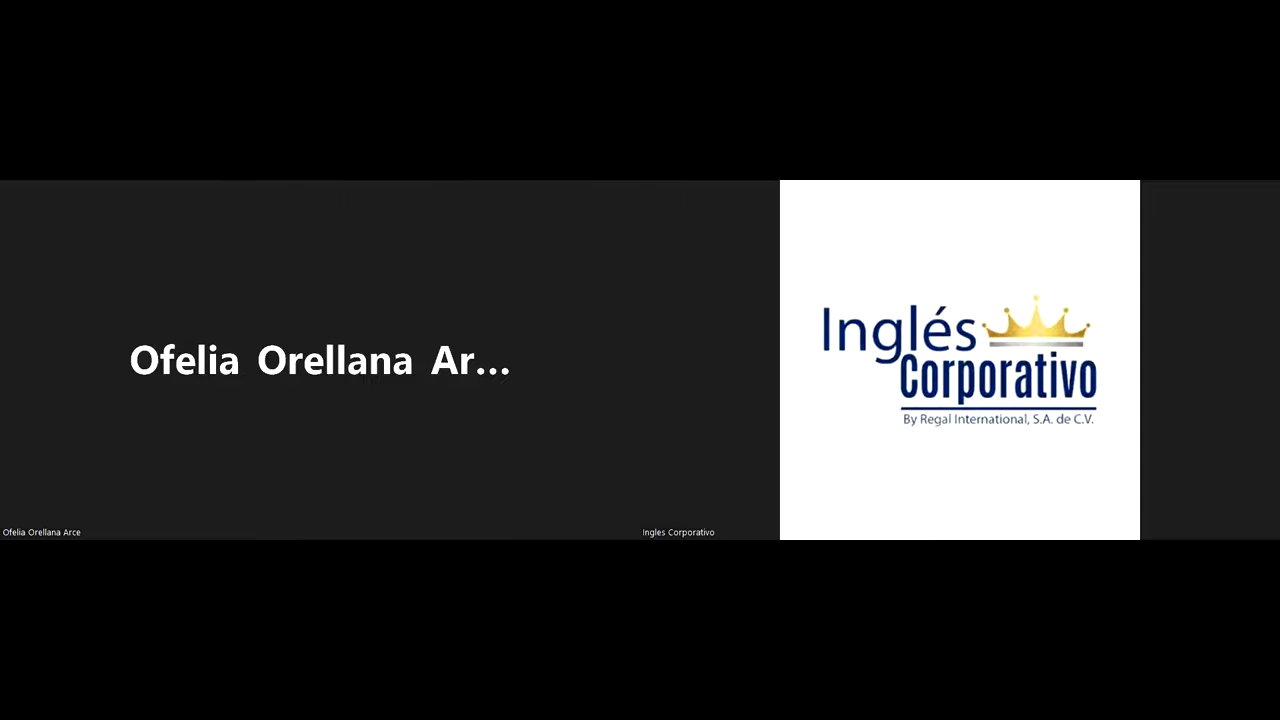 Ofelia Orellana Ar...
Inglés
Corporativo
By Regal International, S.A. de C.V.
Ofelia Orellana Arce
Ingles Corporativo